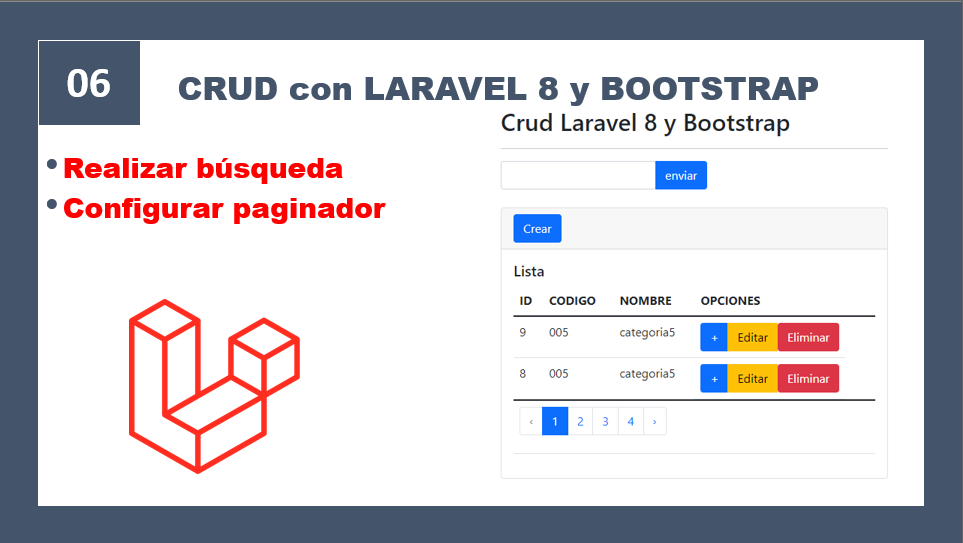 06
CRUD con LARAVEL 8 y BOOTSTRAP
• Realizar búsqueda
• Configurar paginador
Crud Laravel 8 y Bootstrap
enviar
Crear
Lista
ID CODIGO NOMBRE OPCIONES
9 005 categoria5 + Editar Eliminar
8 005 categoria5 + Editar Eliminar
‹ 1 2 3 4 ›